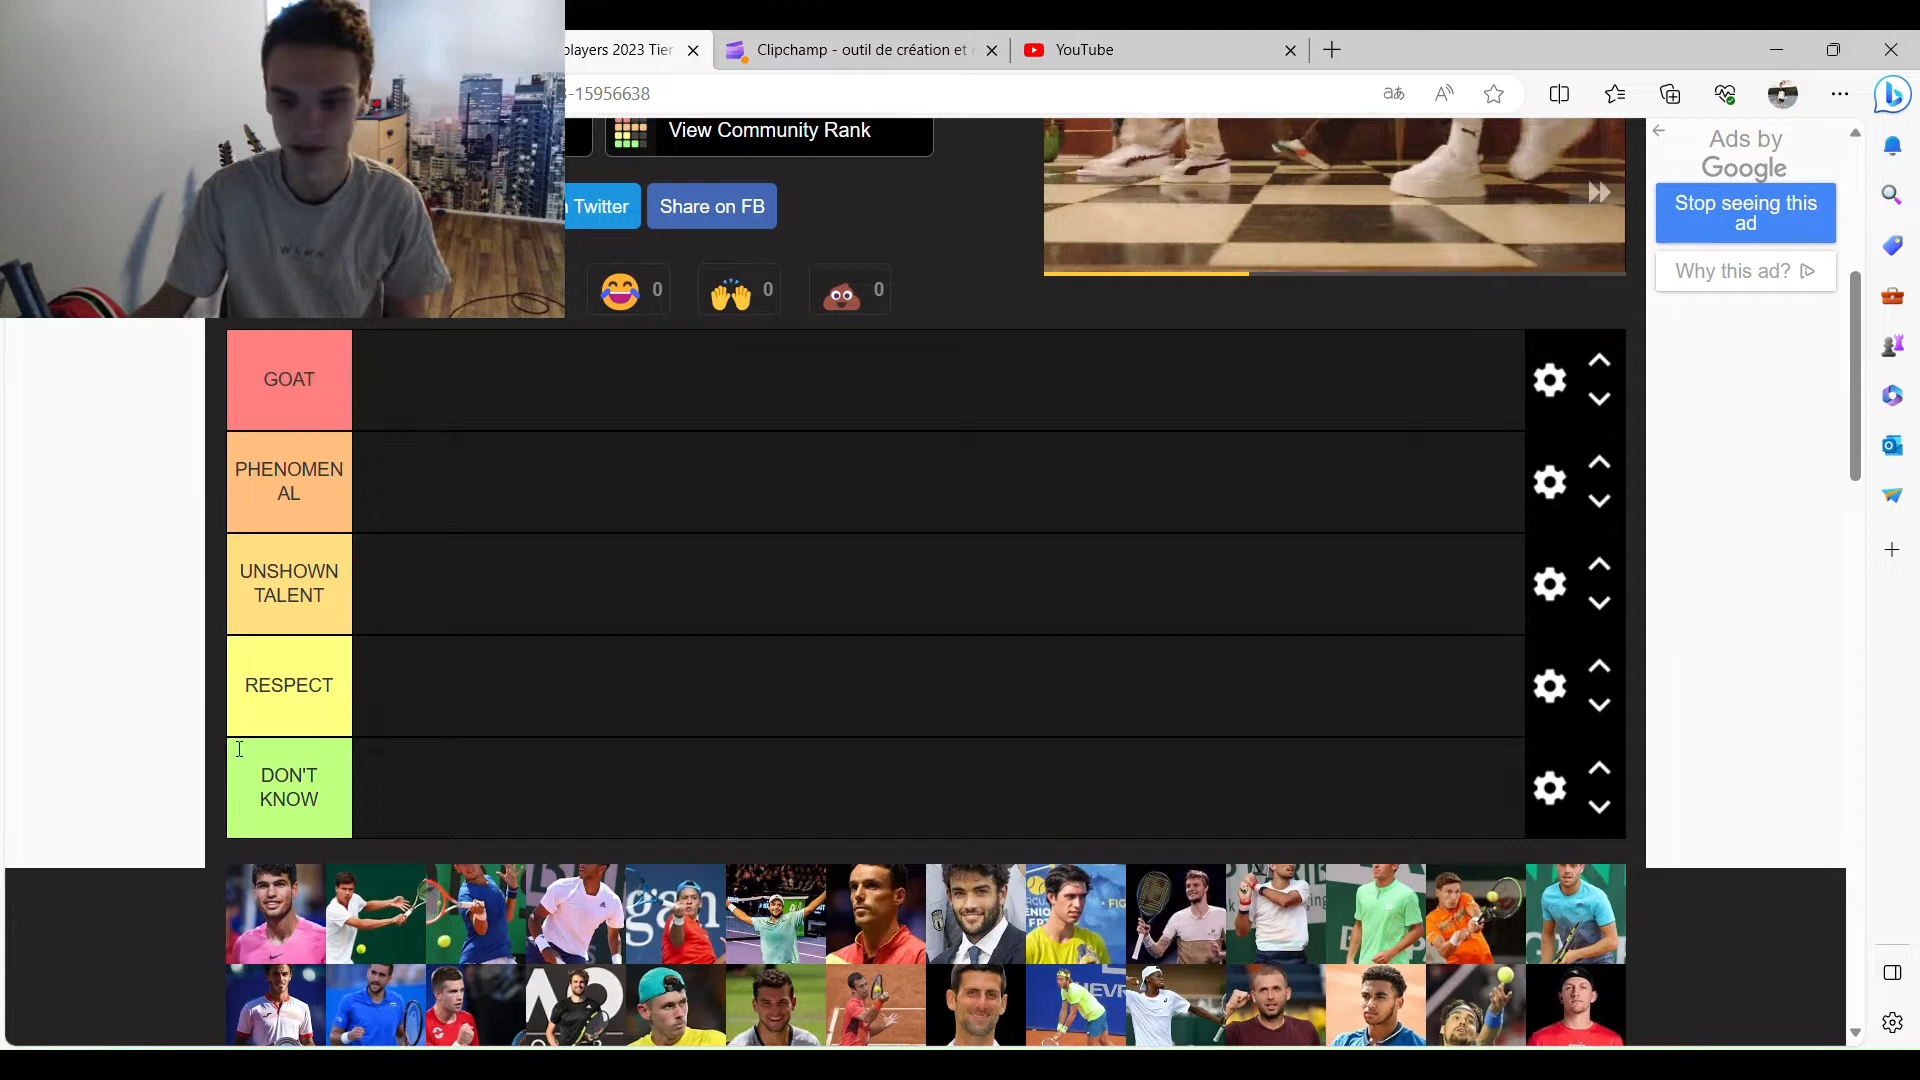 players 2023 Tier
Clipchamp - outil de création et
YouTube
-15956638
View Community Rank
Twitter
Share on FB
0
0
0
Ads by
Google
Stop seeing this
ad
Why this ad?
W L K N
GOAT
PHENOMEN
AL
UNSHOWN
TALENT
RESPECT
DON'T
KNOW
gan
AO